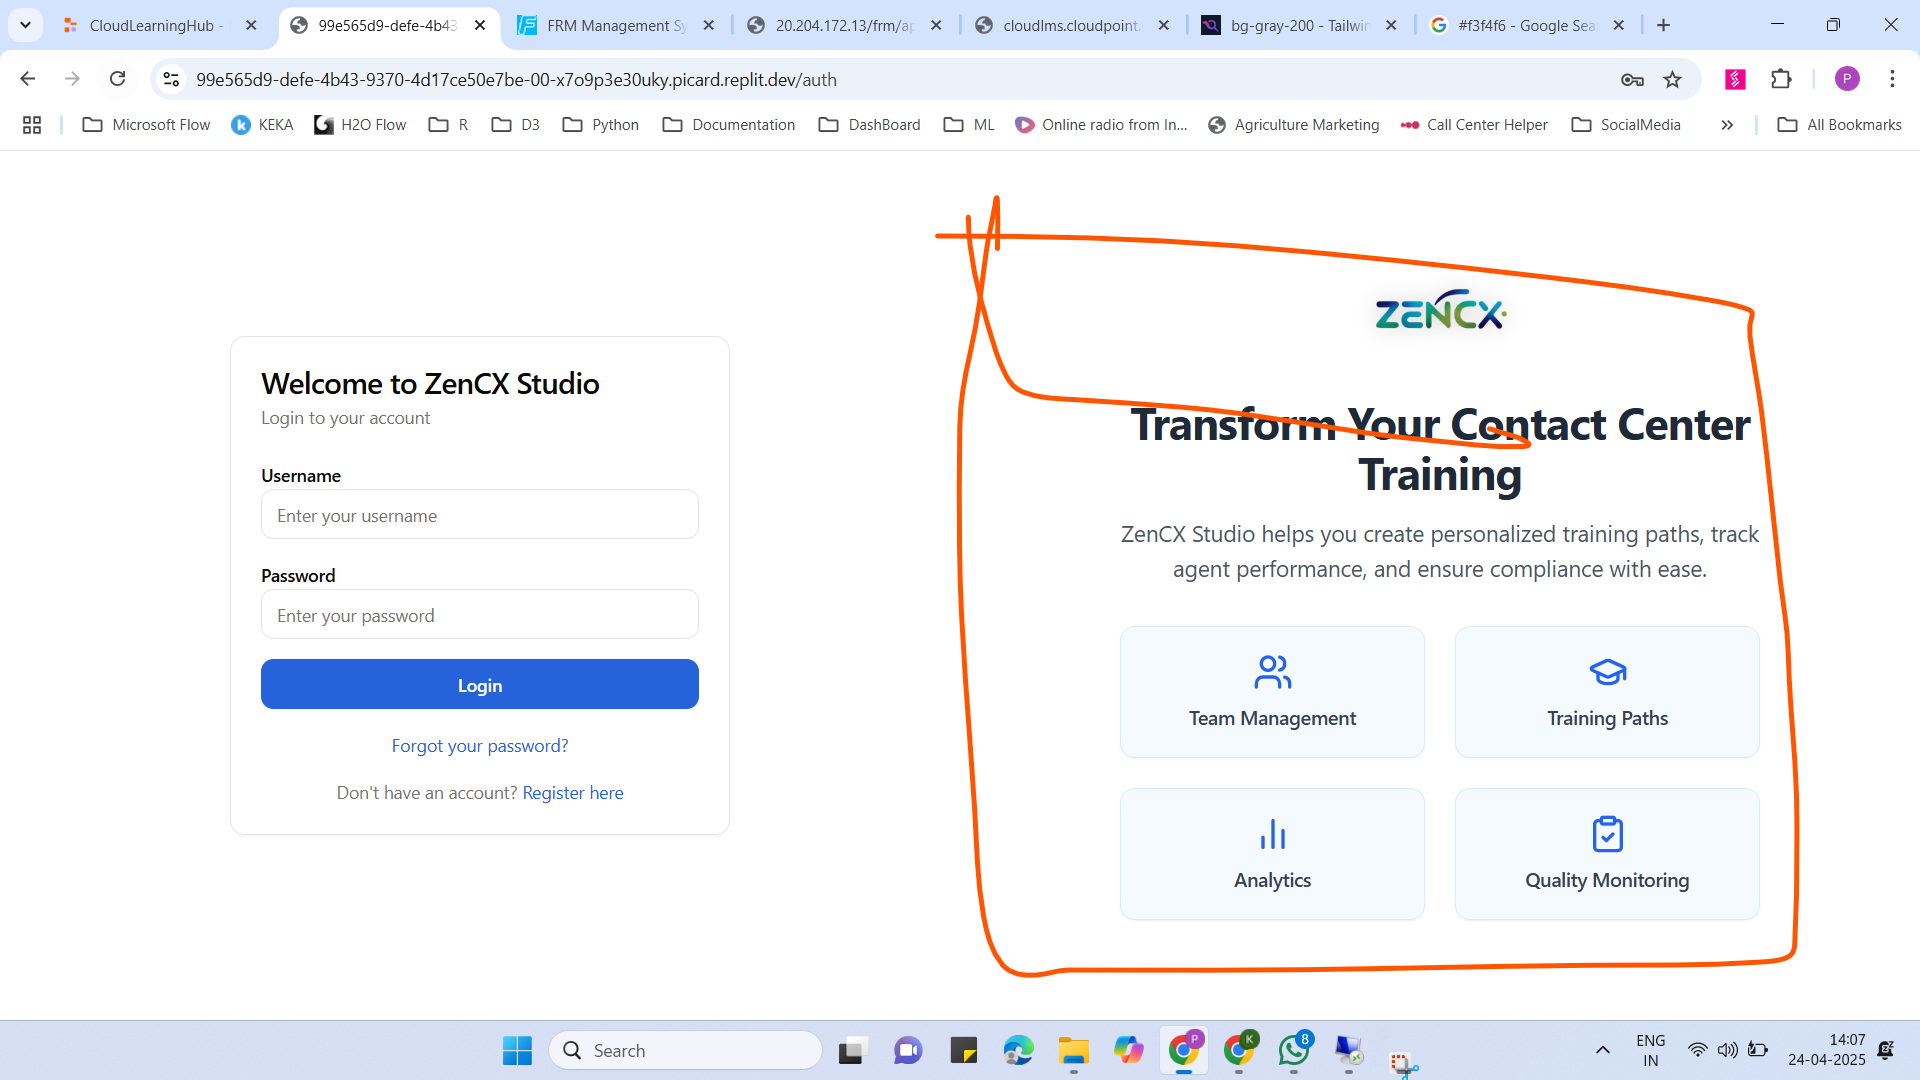 CloudLearningHub -
99e565d9-defe-4b43
FRM Management Sy
20.204.172.13/frm/ap
cloudlms.cloudpoint.
bg-gray-200 - Tailwin
#f3f4f6 - Google Sea
99e565d9-defe-4b43-9370-4d17ce50e7be-00-x7o9p3e30uky.picard.replit.dev/auth
P
Microsoft Flow
KEKA
H2O Flow
R
D3
Python
Documentation
DashBoard
ML
Online radio from In...
Agriculture Marketing
Call Center Helper
SocialMedia
All Bookmarks
Welcome to ZenCX Studio
Login to your account
Username
Enter your username
Password
Enter your password
Login
Forgot your password?
Don't have an account? Register here
ZENCX
Transform Your Contact Center
Training
ZenCX Studio helps you create personalized training paths, track
agent performance, and ensure compliance with ease.
Team Management
Training Paths
Analytics
Quality Monitoring
Search
P
K
8
ENG
IN
14:07
24-04-2025